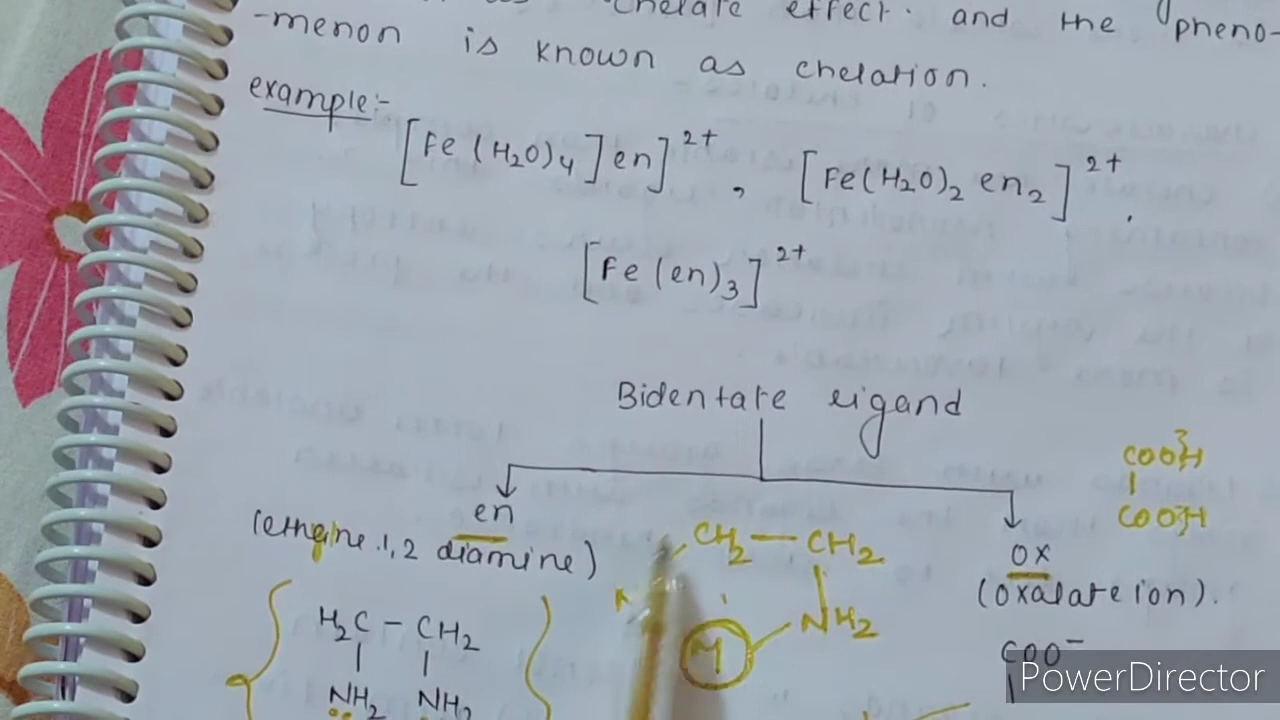 chelate effect. and the pheno-
-menon is known as chelation.
example:-
[Fe(H2O)4]en]2+, [Fe(H2O)2 en2]2+.
[Fe(en)3]2+
Bidentate ligand
COOH
COOH
en
ox
(ethane 1,2 diamine)
(oxalate ion).
CH2 — CH2
NH2
M
H2C - CH2
NH2 NH2
COO-
PowerDirector